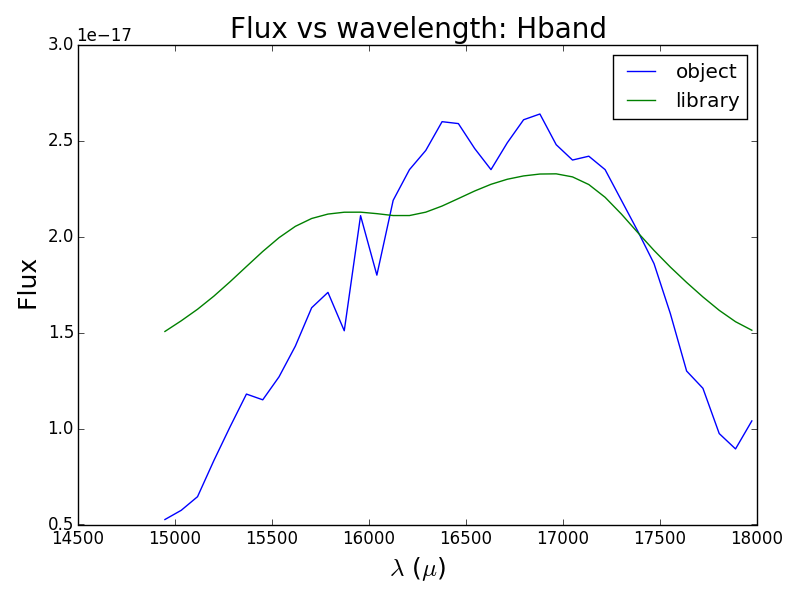 Flux vs wavelength: Hband
1e−17
3.0
2.5
2.0
1.5
1.0
0.5
Flux
object
library
14500 15000 15500 16000 16500 17000 17500 18000
λ (μ)